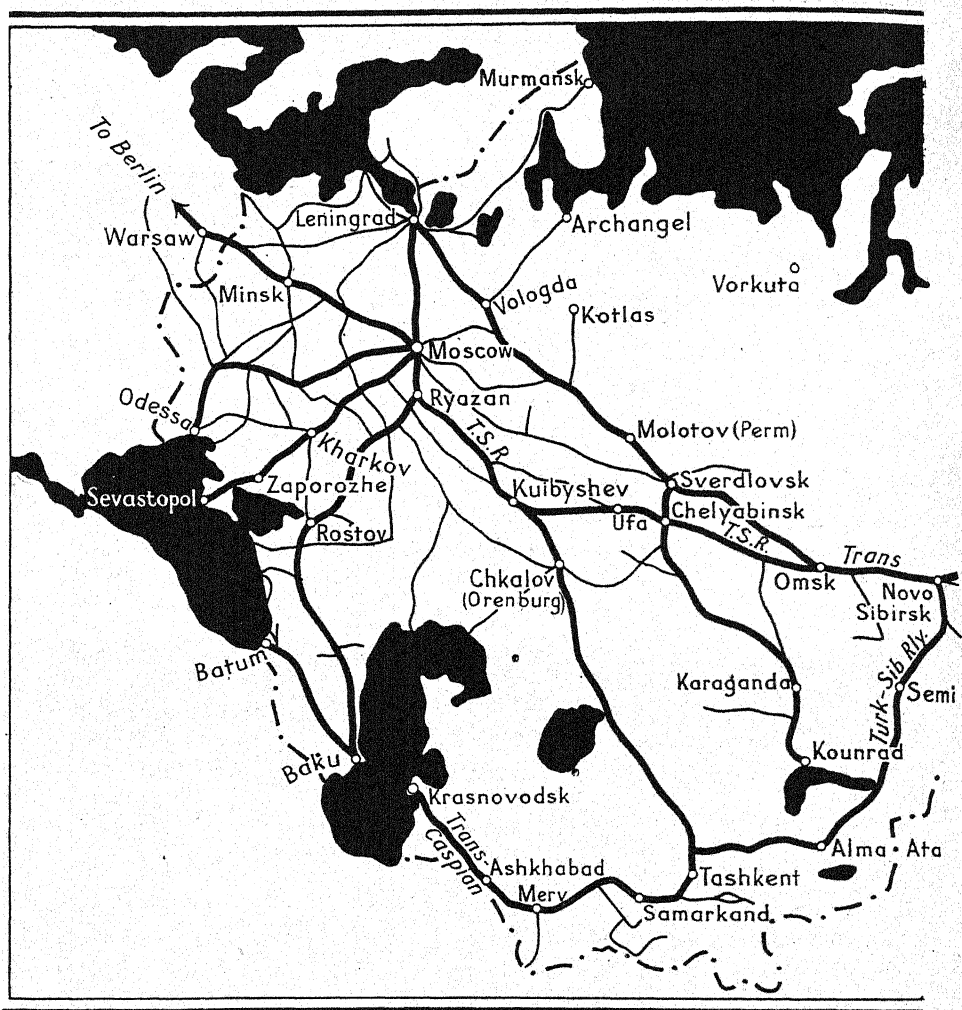 Murmansk
To Berlin
Leningrad
Archangel
Warsaw
Minsk
Vologda
Vorkuta
Kotlas
Moscow
Ryazan
Odessa
T.S.R.
Molotov (Perm)
Kharkov
Sevastopol
Zaporozhe
Kuibyshev
Sverdlovsk
Rostov
Ufa
Chelyabinsk
T.S.R.
Trans
Chkalov
(Orenburg)
Omsk
Novo
Sibirsk
Batum
Karaganda
Turk-Sib Rly.
Semi
Baku
Kounrad
Krasnovodsk
Trans-
Caspian
Alma Ata
Ashkhabad
Merv
Tashkent
Samarkand